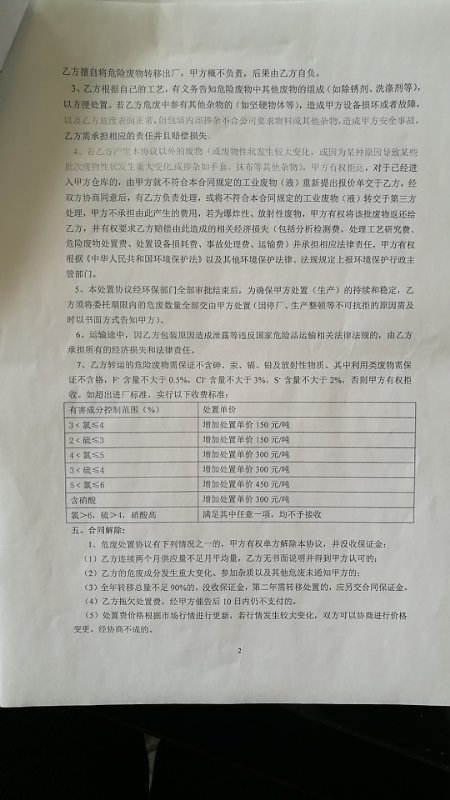 乙方擅自将危险废物转移出厂，甲方概不负责，后果由乙方自负。
3、乙方根据自己的工艺，有义务告知危险废物中其他废物的组成（如除锈剂、洗涤剂等），
以方便处置。若乙方危废中参有其他杂物的（如坚硬物体等），造成甲方设备损坏或者故障，
以及乙方危废表面正常，但包装内部掺杂不合公司要求物料或其他杂物，造成甲方安全事故，
乙方需承担相应的责任并且赔偿损失。
4、若乙方产生本协议以外的废物（或废物性状发生较大变化，或因为某种原因导致某些
批次废物性状发生重大变化，或掺杂如手套、抹布等其他杂物），甲方有权拒运，对于已经进
入甲方仓库的，由甲方就不符合本合同规定的工业废物（液）重新提出报价单交于乙方，经
双方协商同意后，有乙方负责处理，或将不符合本合同规定的工业废物（液）转交于第三方
处理，甲方不承担由此产生的费用，若为爆炸性、放射性废物，甲方有权将该批废物返还给
乙方，并有权要求乙方赔偿由此造成的相关经济损失（包括分析检测费、处理工艺研究费、
危险废物处置费、处置设备损耗费、事故处理费、运输费）并承担相应法律责任，甲方有权
根据《中华人民共和国环境保护法》以及其他环境保护法律、法规规定上报环境保护行政主
管部门。
5、本处置协议经环保部门全部审批结束后，为确保甲方处置（生产）的持续和稳定，乙
方须将委托期限内的危废数量全部交由甲方处置（因停厂、生产整顿等不可抗拒的原因需及
时以书面方式告知甲方）。
6、运输途中，因乙方包装原因造成泄露等违反国家危险品运输相关法律法规的，由乙方
承担所有的经济损失和法律责任。
7、乙方转运的危险废物需保证不含砷、汞、镉、铅及放射性物质。其中利用类废物需保
证不含铬，F⁻ 含量不大于 0.5%，Cl⁻ 含量不大于 3%，S⁻ 含量不大于 2%，否则甲方有权拒
收。如超出进厂标准，实行以下收费标准：
有害成分控制范围（%） 处置单价
3＜氯≤4 增加处置单价 150 元/吨
2＜硫≤3 增加处置单价 150 元/吨
4＜氯≤5 增加处置单价 300 元/吨
3＜硫≤4 增加处置单价 300 元/吨
5＜氯≤6 增加处置单价 450 元/吨
含硝酸 增加处置单价 300 元/吨
氯＞6，硫＞4，硝酸高 满足其中任意一项，均不予接收
五、合同解除：
1、危废处置协议有下列情况之一的，甲方有权单方解除本协议，并没收保证金：
（1）乙方连续两个月供应量不足月平均量，乙方无书面说明并得到甲方认可的；
（2）乙方的危废成分发生重大变化、参加杂质以及其他危废未通知甲方的；
（3）全年转移总量不足 90%的，没收保证金，第二年需转移处置的，应另交合同保证金。
（4）乙方拖欠处置费，经甲方催告后 10 日内仍不支付的。
（5）处置费价格根据市场行情进行更新，若行情发生较大变化，双方可以协商进行价格
变更，经协商不成的。
2